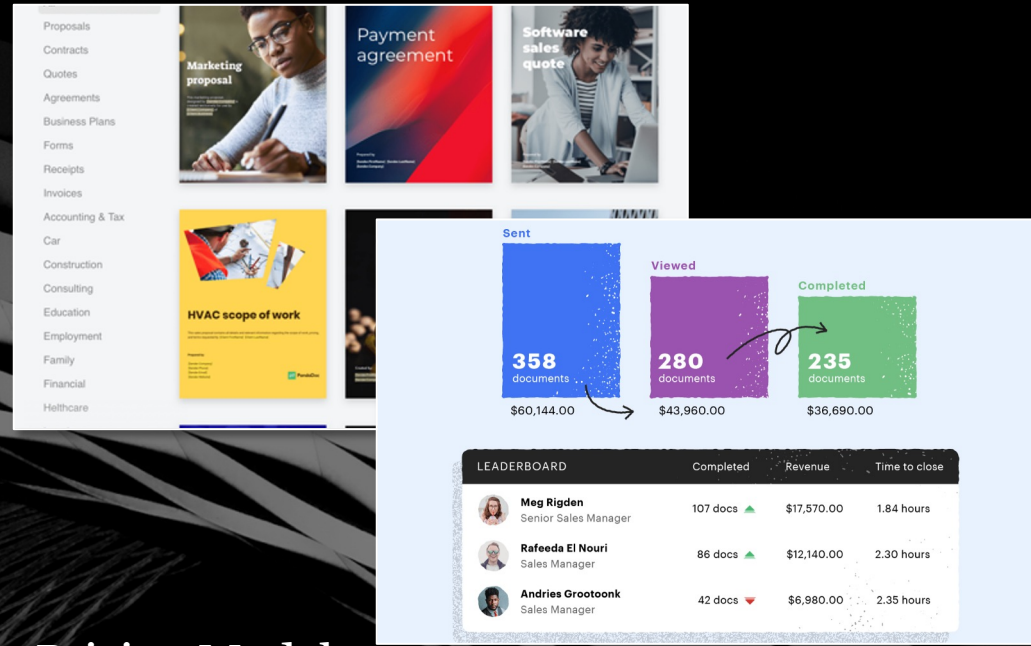 Proposals
Contracts
Quotes
Agreements
Business Plans
Forms
Receipts
Invoices
Accounting & Tax
Car
Construction
Consulting
Education
Employment
Family
Financial
Helthcare
Marketing
proposal
Payment
agreement
Software
sales
quote
HVAC scope of work
PandaDoc
Sent
358
documents
$60,144.00
Viewed
280
documents
$43,960.00
Completed
235
documents
$36,690.00
LEADERBOARD Completed Revenue Time to close
Meg Rigden
Senior Sales Manager
107 docs $17,570.00 1.84 hours
Rafeeda El Nouri
Sales Manager
86 docs $12,140.00 2.30 hours
Andries Grootoonk
Sales Manager
42 docs $6,980.00 2.35 hours